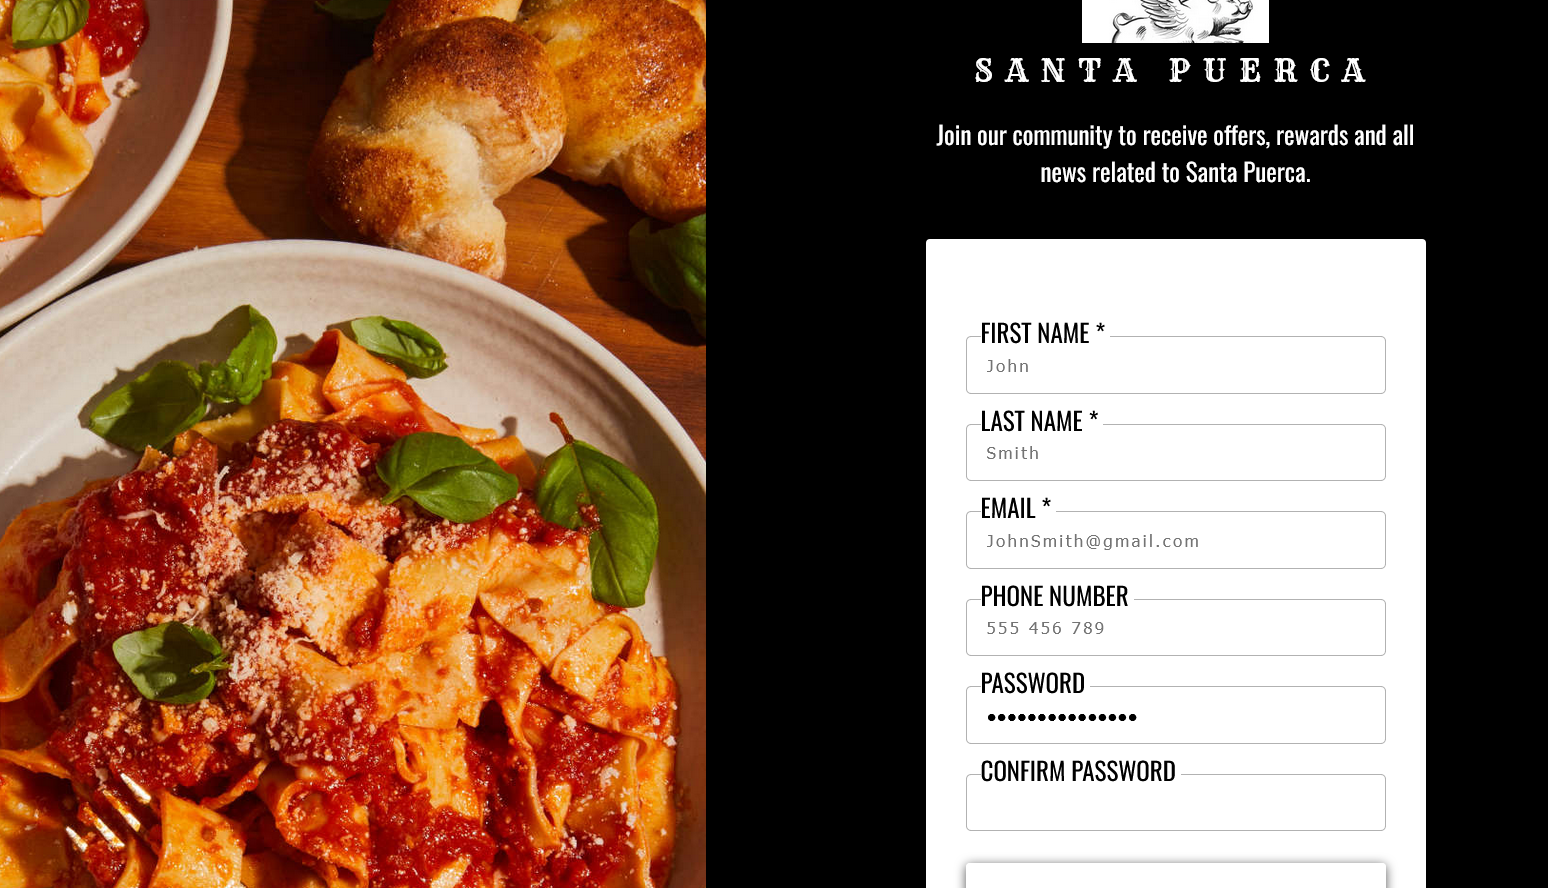 SANTA PUERCA
Join our community to receive offers, rewards and all
news related to Santa Puerca.
FIRST NAME *
John
LAST NAME *
Smith
EMAIL *
JohnSmith@gmail.com
PHONE NUMBER
555 456 789
PASSWORD
•••••••••••••••
CONFIRM PASSWORD